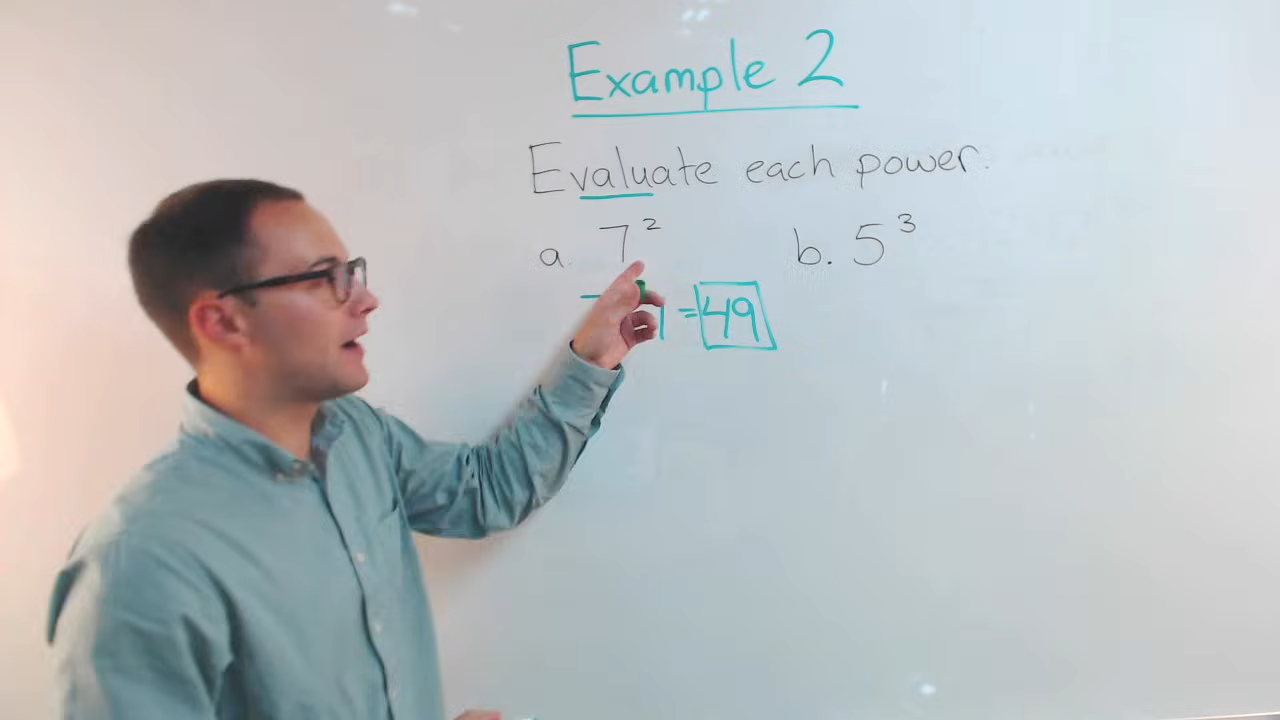 Example 2
Evaluate each power.
a. 7² b. 5³
= 49